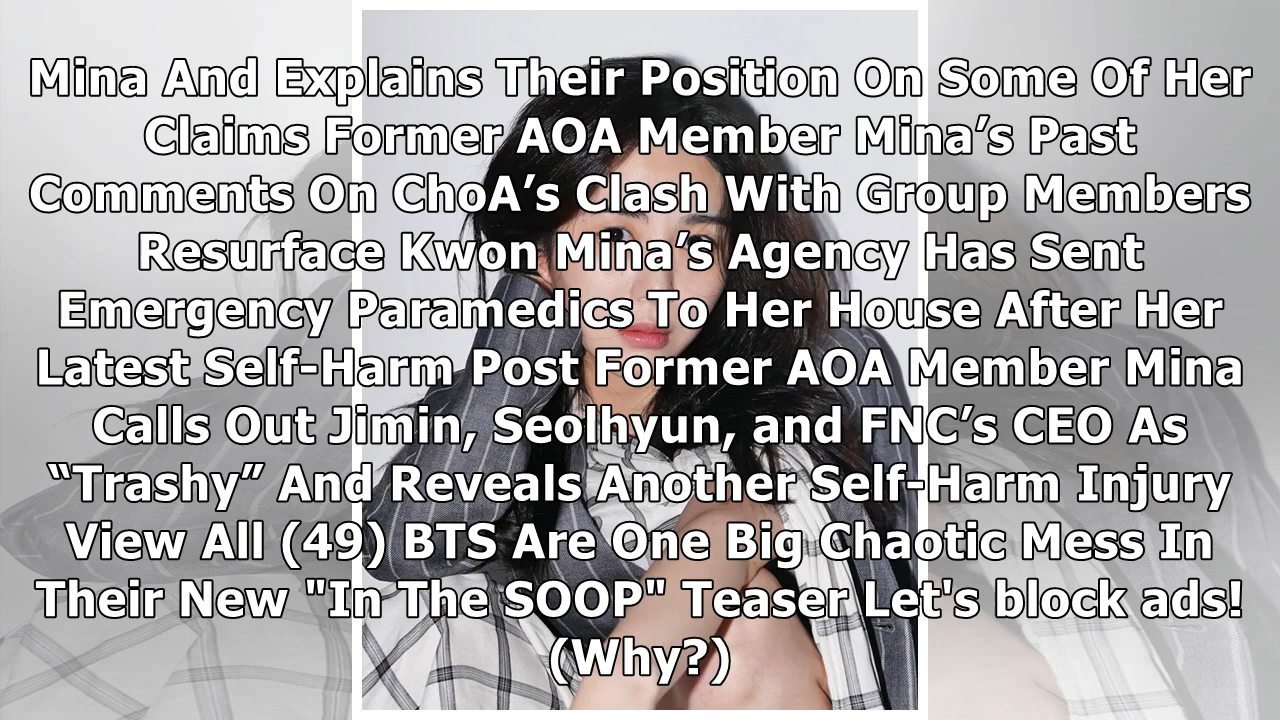 Mina And Explains Their Position On Some Of Her
Claims Former AOA Member Mina’s Past
Comments On ChoA’s Clash With Group Members
Resurface Kwon Mina’s Agency Has Sent
Emergency Paramedics To Her House After Her
Latest Self-Harm Post Former AOA Member Mina
Calls Out Jimin, Seolhyun, and FNC’s CEO As
“Trashy” And Reveals Another Self-Harm Injury
View All (49) BTS Are One Big Chaotic Mess In
Their New "In The SOOP" Teaser Let's block ads!
(Why?)